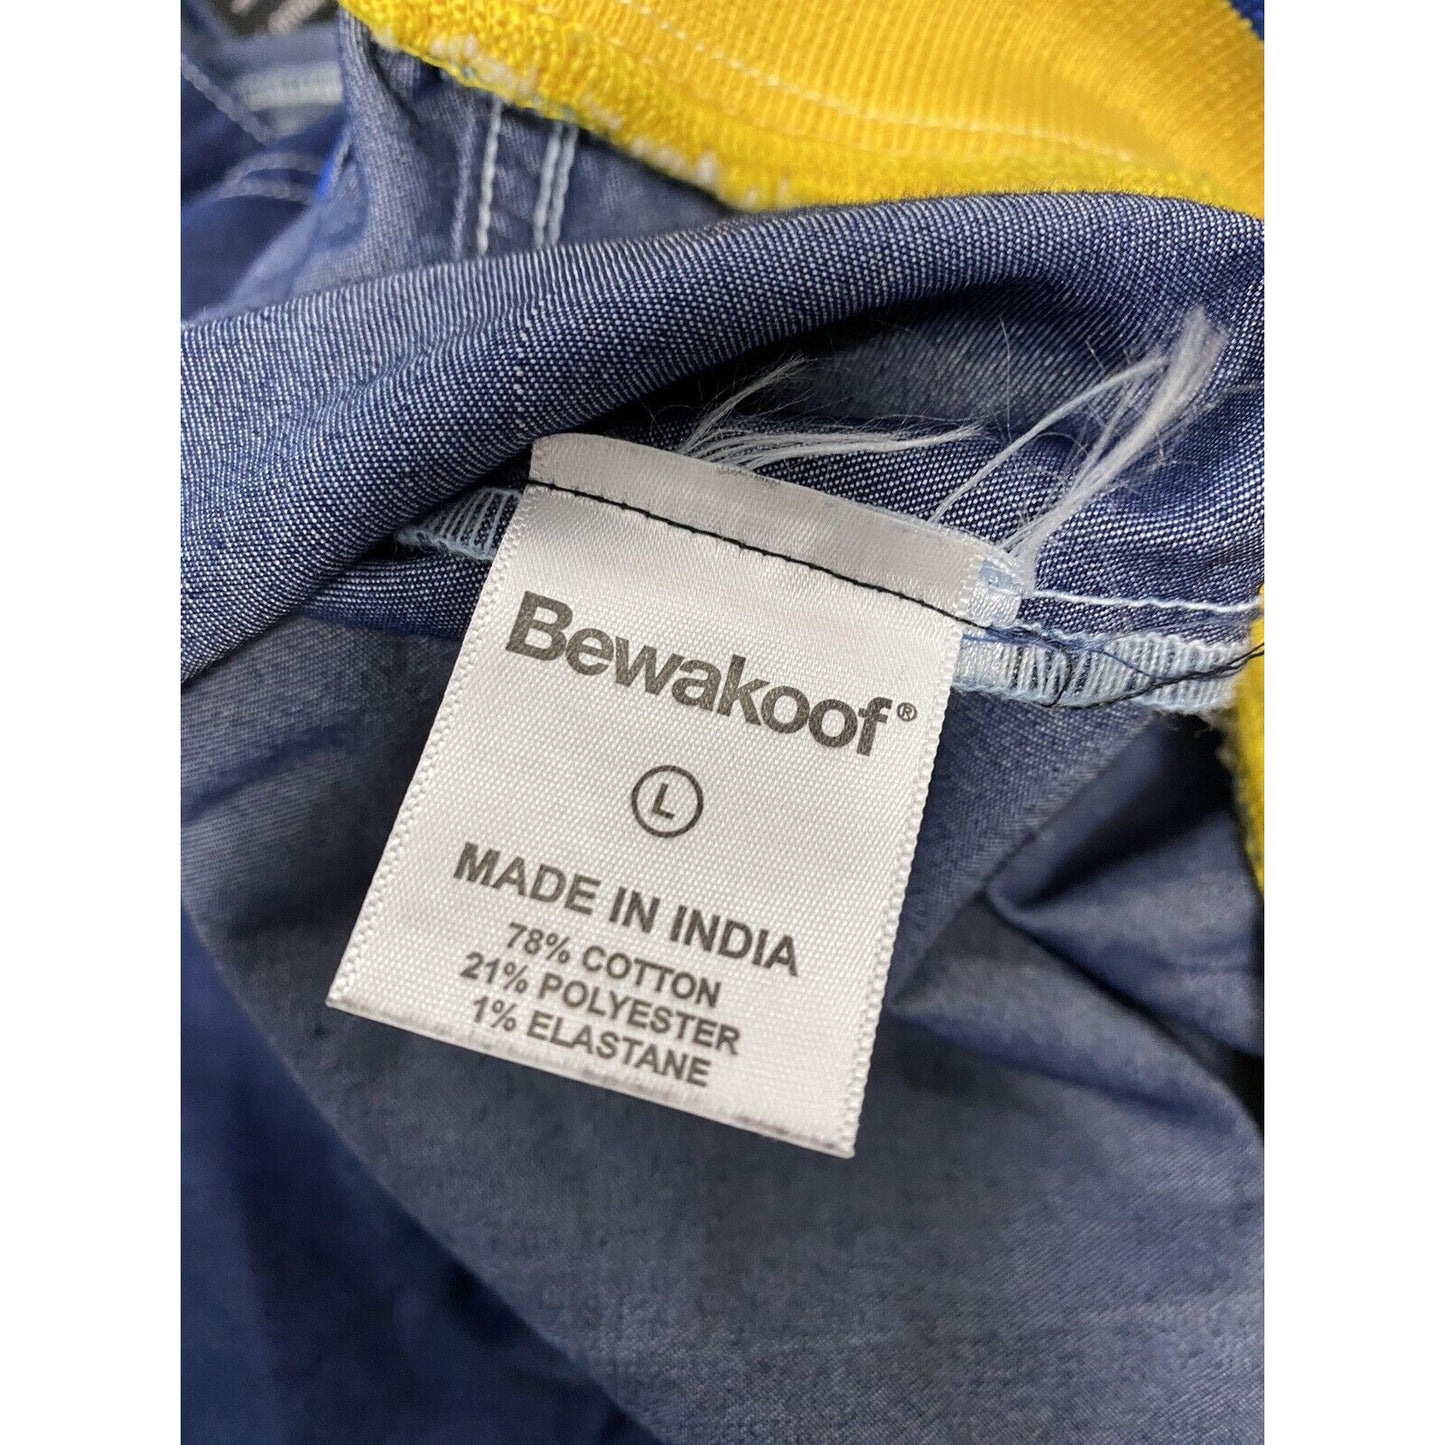 Bewakoof®
L
MADE IN INDIA
78% COTTON
21% POLYESTER
1% ELASTANE